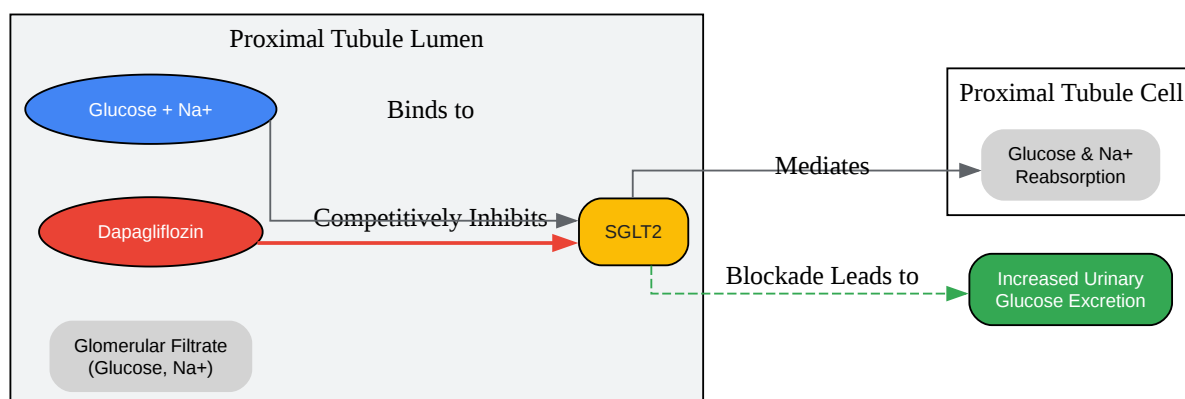 Proximal Tubule Lumen
Glucose + Na+
Binds to
Proximal Tubule Cell
Glucose & Na+
Reabsorption
Mediates
Dapagliflozin
Competitively Inhibits
SGLT2
Blockade Leads to
Increased Urinary
Glucose Excretion
Glomerular Filtrate
(Glucose, Na+)